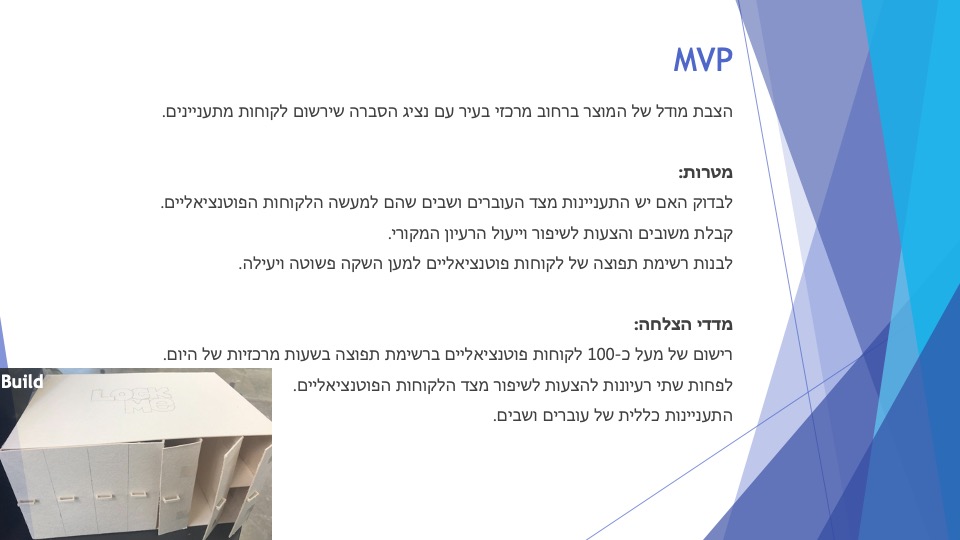 MVP
הצבת מודל של המוצר ברחוב מרכזי בעיר עם נציג הסברה שירשום לקוחות מתעניינים.
מטרות:
לבדוק האם יש התעניינות מצד העוברים ושבים שהם למעשה הלקוחות הפוטנציאליים.
קבלת משובים והצעות לשיפור וייעול הרעיון המקורי.
לבנות רשימת תפוצה של לקוחות פוטנציאליים למען השקה פשוטה ויעילה.
מדדי הצלחה:
רישום של מעל כ-100 לקוחות פוטנציאליים ברשימת תפוצה בשעות מרכזיות של היום.
לפחות שתי רעיונות להצעות לשיפור מצד הלקוחות הפוטנציאליים.
התעניינות כללית של עוברים ושבים.
Build
LOCK
ME